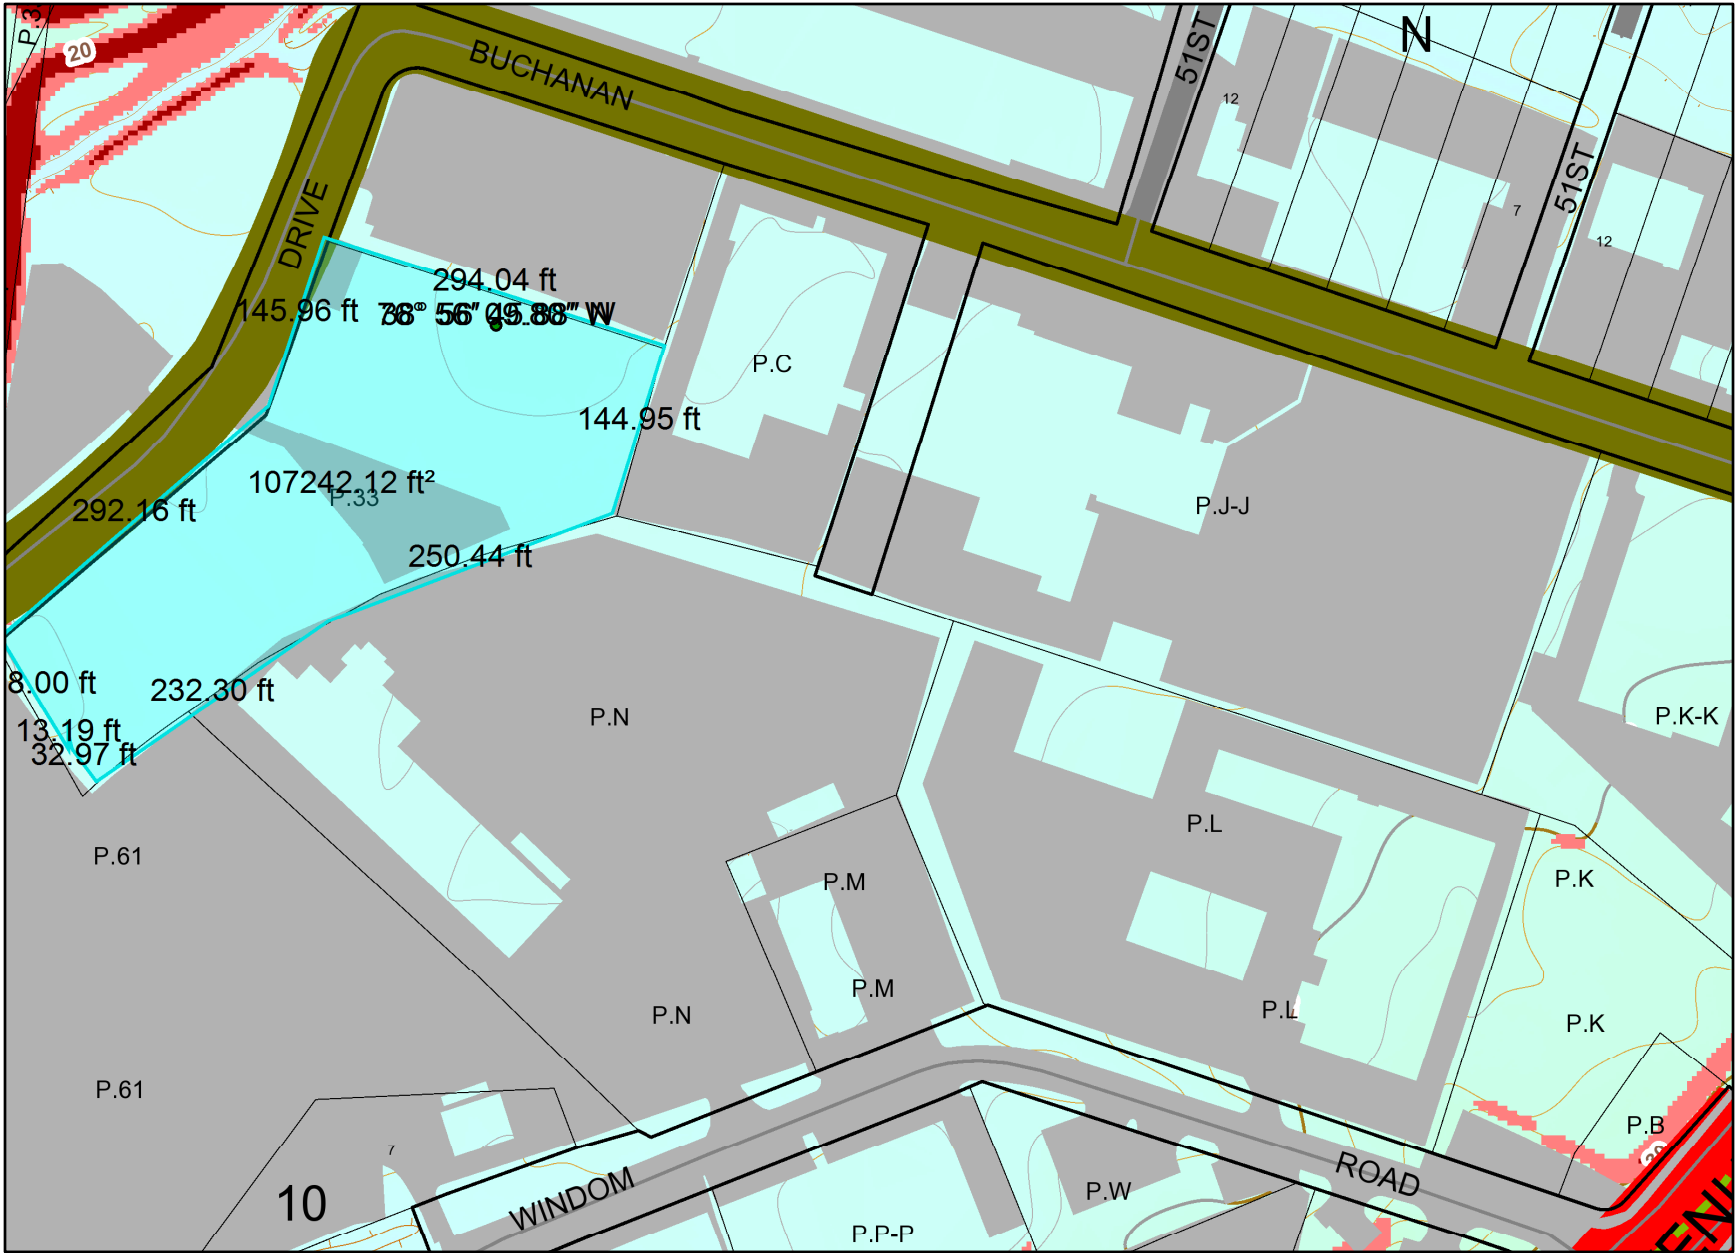 P.3
20
BUCHANAN
51ST
N
12
7
51ST
12
DRIVE
294.04 ft
145.96 ft
P.C
144.95 ft
107242.12 ft²
P.33
292.16 ft
P.J-J
250.44 ft
8.00 ft
232.30 ft
13.19 ft
32.97 ft
P.N
P.K-K
P.61
P.L
P.M
P.K
P.M
P.N
P.L
P.K
P.61
P.B
7
10
WINDOM
ROAD
P.W
P.P-P